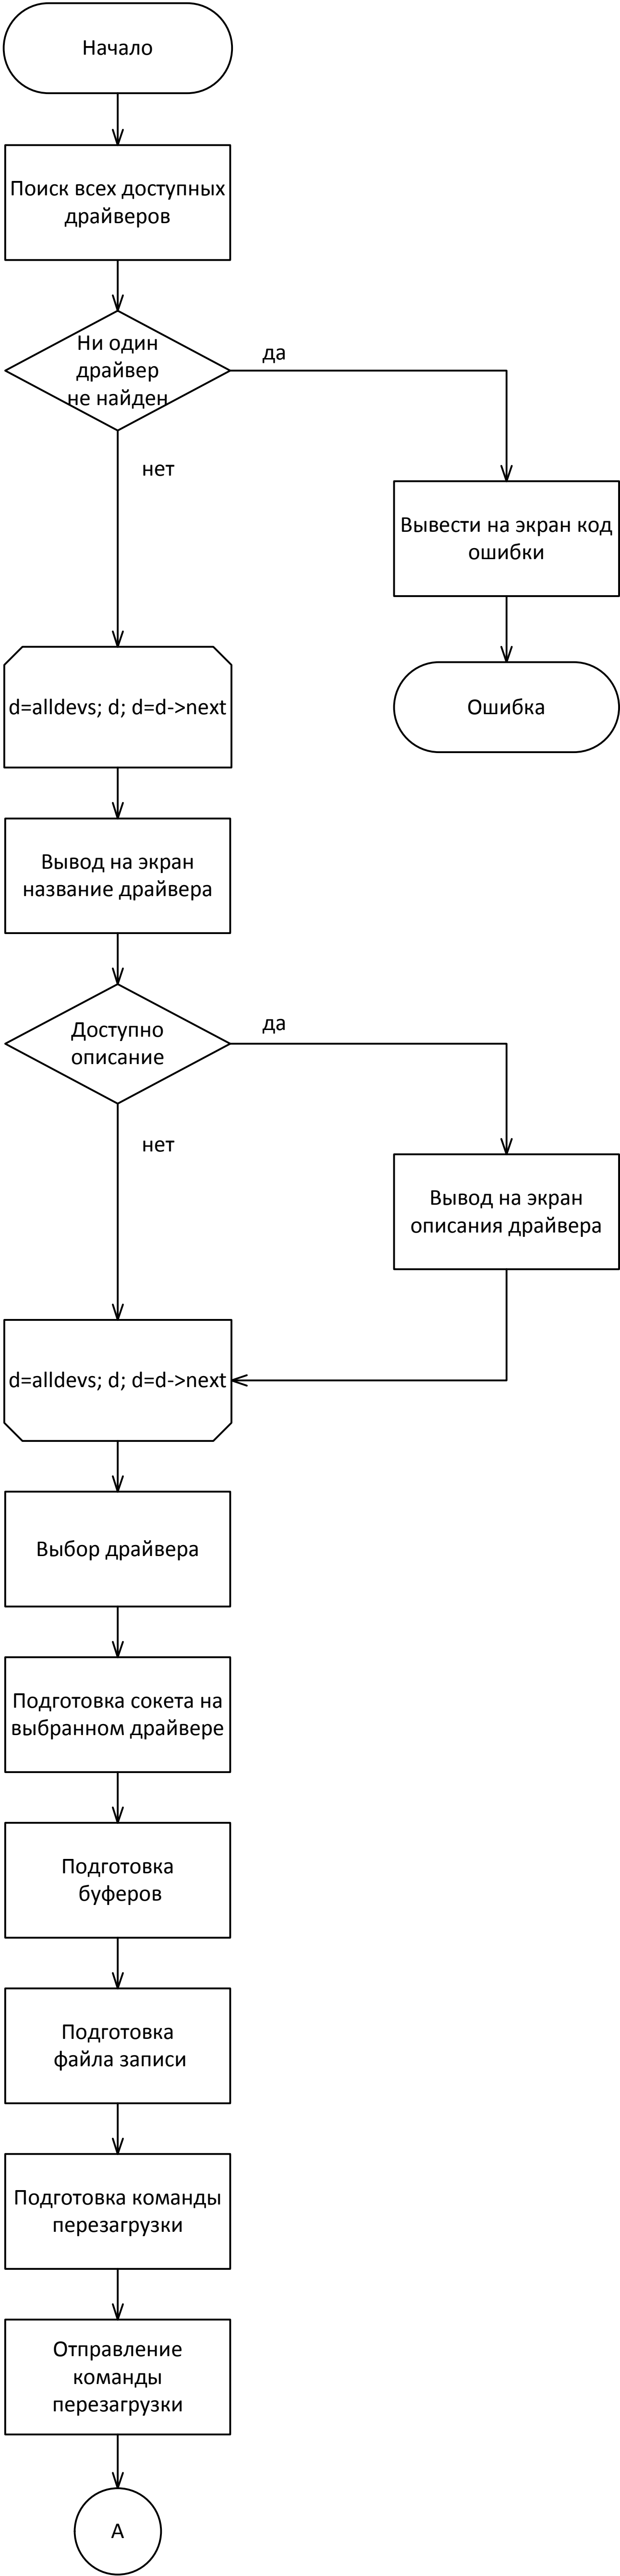 Начало
Поиск всех доступных
драйверов
Ни один
драйвер
не найден
да
нет
Вывести на экран код
ошибки
Ошибка
d=alldevs; d; d=d->next
Вывод на экран
название драйвера
Доступно
описание
да
нет
Вывод на экран
описания драйвера
d=alldevs; d; d=d->next
Выбор драйвера
Подготовка сокета на
выбранном драйвере
Подготовка
буферов
Подготовка
файла записи
Подготовка команды
перезагрузки
Отправление
команды
перезагрузки
А